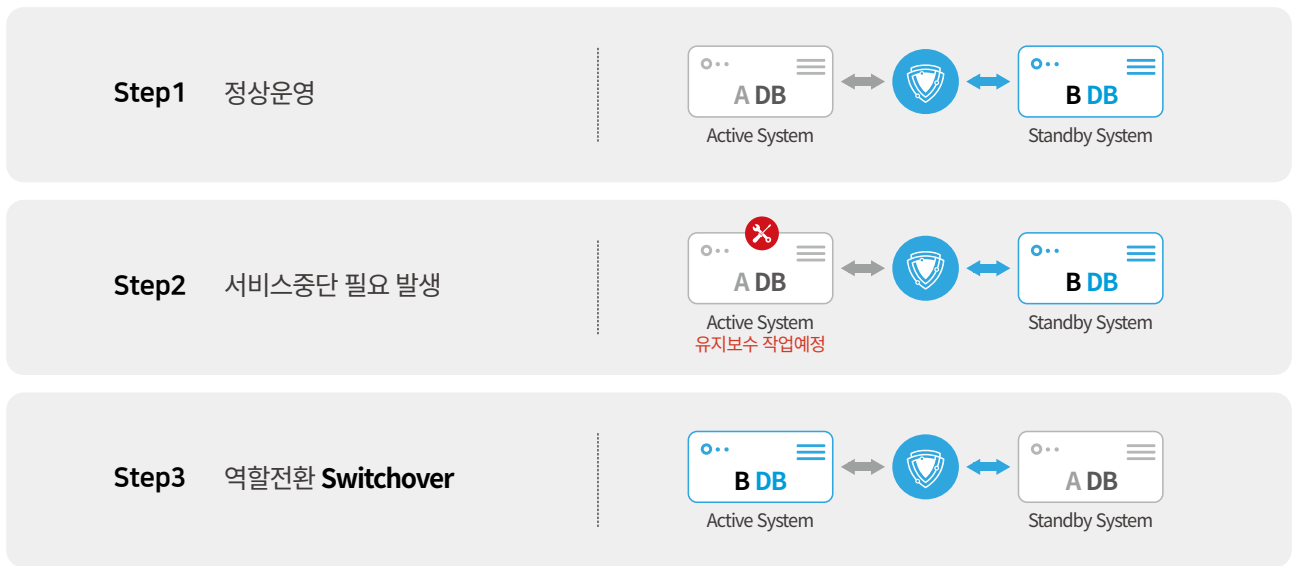 Step1 정상운영
A DB
B DB
Active System
Standby System
Step2 서비스중단 필요 발생
A DB
B DB
Active System
Standby System
유지보수 작업예정
Step3 역할전환 Switchover
B DB
A DB
Active System
Standby System